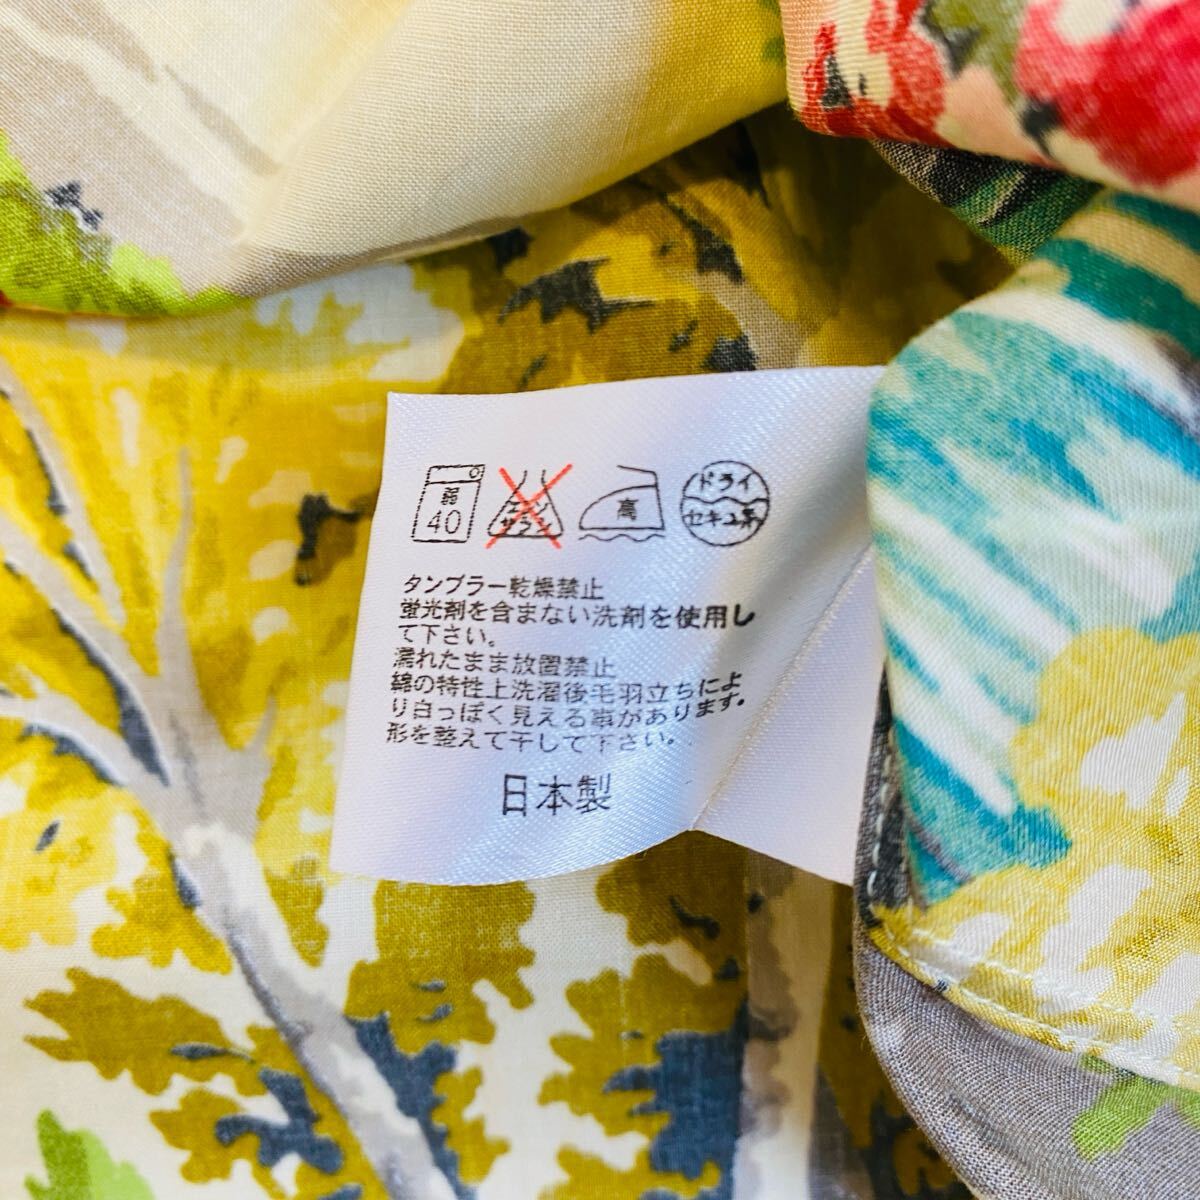 弱 40 エンソ サラシ 高 ドライ セキユ系
タンブラー乾燥禁止
蛍光剤を含まない洗剤を使用し
て下さい。
濡れたまま放置禁止
綿の特性上洗濯後毛羽立ちによ
り白っぽく見える事があります。
形を整えて干して下さい。
日本製